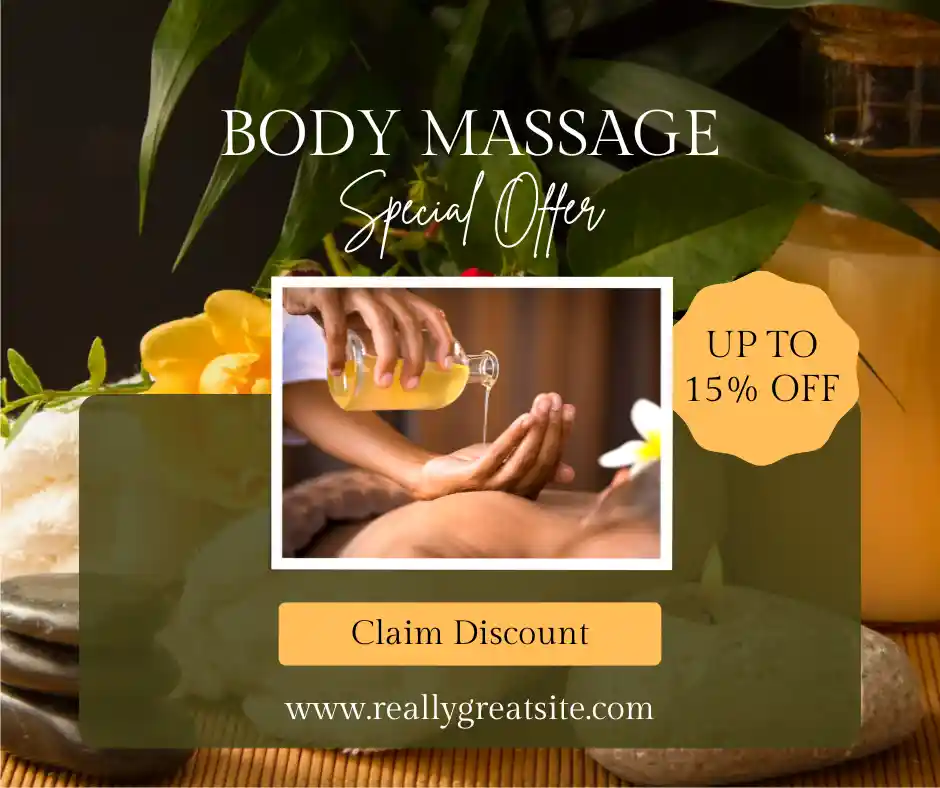 BODY MASSAGE
Special Offer
UP TO
15% OFF
Claim Discount
www.reallygreatsite.com